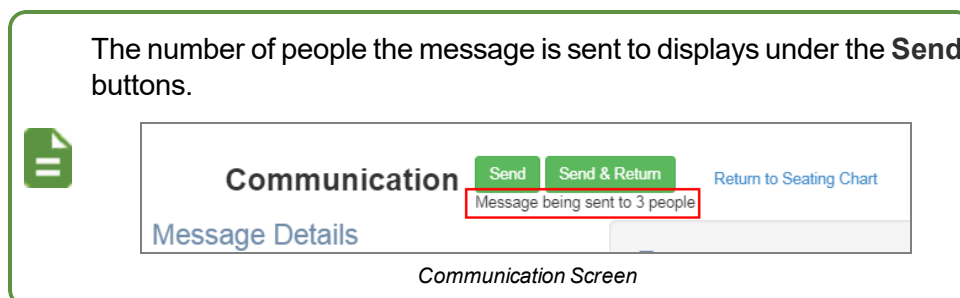 The number of people the message is sent to displays under the Send
buttons.
Communication Send Send & Return Return to Seating Chart
Message being sent to 3 people
Message Details
Communication Screen